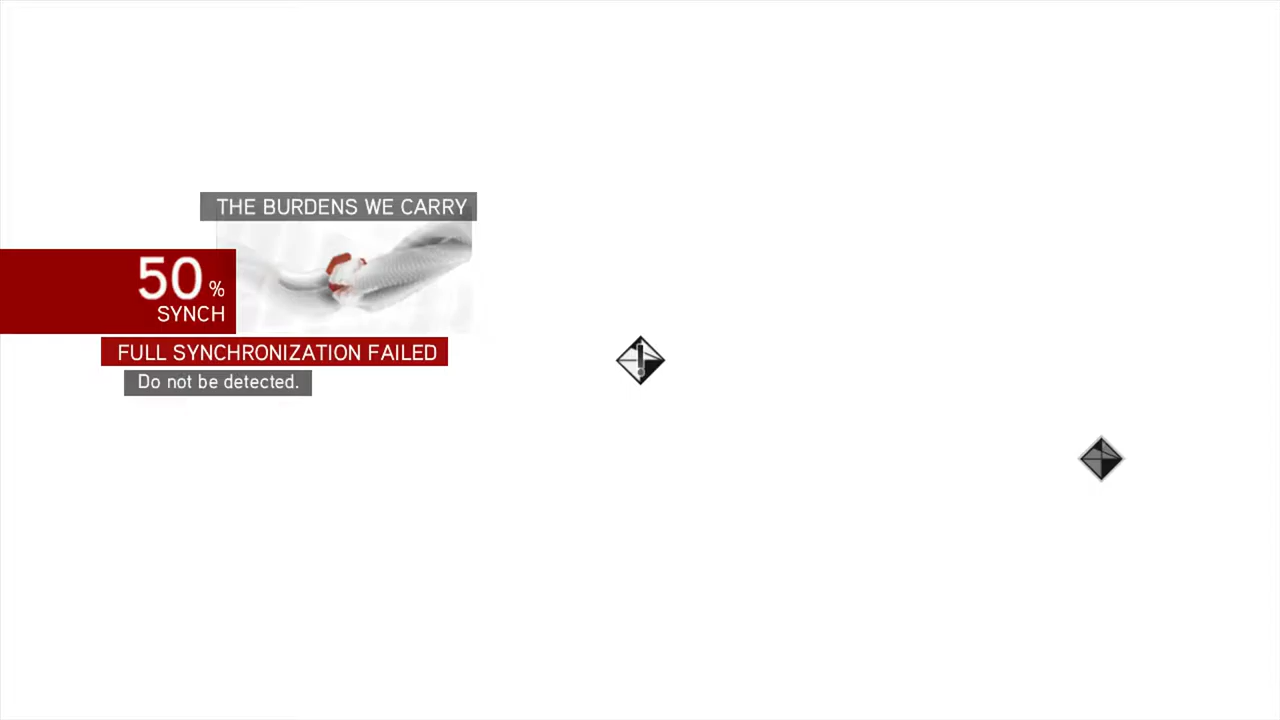 THE BURDENS WE CARRY
50 %
SYNCH
FULL SYNCHRONIZATION FAILED
Do not be detected.